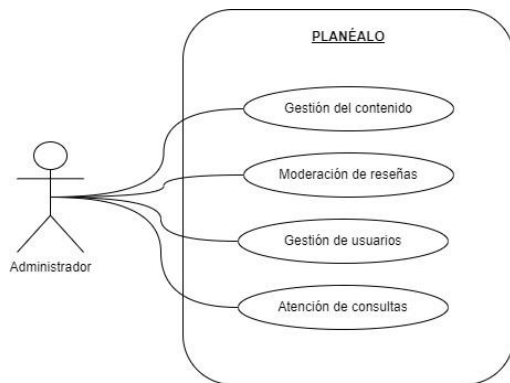 PLANÉALO
Gestión del contenido
Moderación de reseñas
Gestión de usuarios
Administrador
Atención de consultas